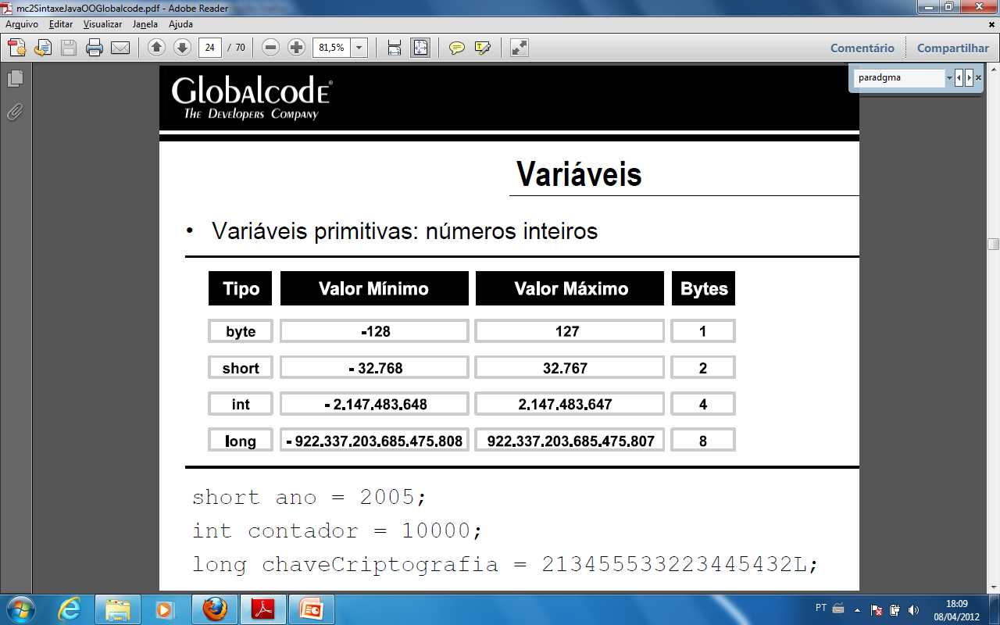 mc2SintaxeJavaOOGlobalcode.pdf - Adobe Reader
Arquivo Editar Visualizar Janela Ajuda
24 / 70 81,5% Comentário Compartilhar
paradgma
GlobalcodE®
The Developers Company
Variáveis
• Variáveis primitivas: números inteiros
Tipo Valor Mínimo Valor Máximo Bytes
byte -128 127 1
short - 32.768 32.767 2
int - 2.147.483.648 2.147.483.647 4
long - 922.337.203.685.475.808 922.337.203.685.475.807 8
short ano = 2005;
int contador = 10000;
long chaveCriptografia = 213455533223445432L;
PT 18:09
08/04/2012